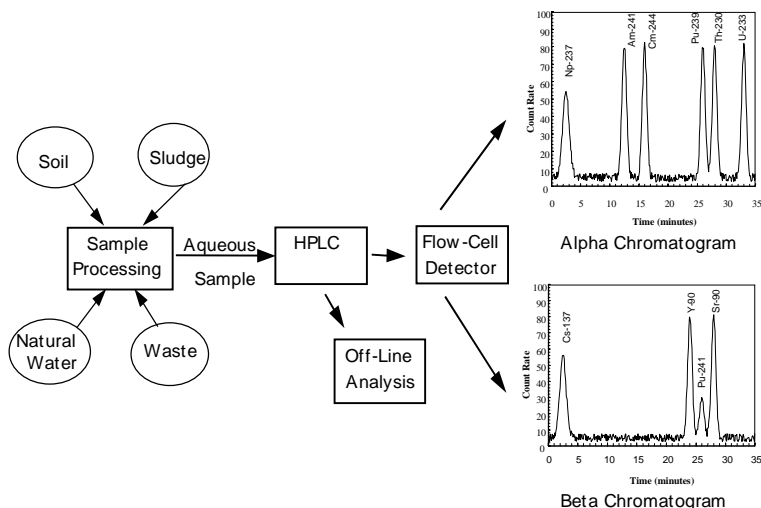 Soil
Sludge
Sample
Processing
Natural
Water
Waste
Aqueous
Sample
HPLC
Off-Line
Analysis
Flow-Cell
Detector
100
90
80
70
60
50
40
30
20
10
0
Count Rate
Np-237
Am-241
Cm-244
Pu-239
Th-230
U-233
0 5 10 15 20 25 30 35
Time (minutes)
Alpha Chromatogram
100
90
80
70
60
50
40
30
20
10
0
Count Rate
Cs-137
Y-90
Pu-241
Sr-90
0 5 10 15 20 25 30 35
Time (minutes)
Beta Chromatogram